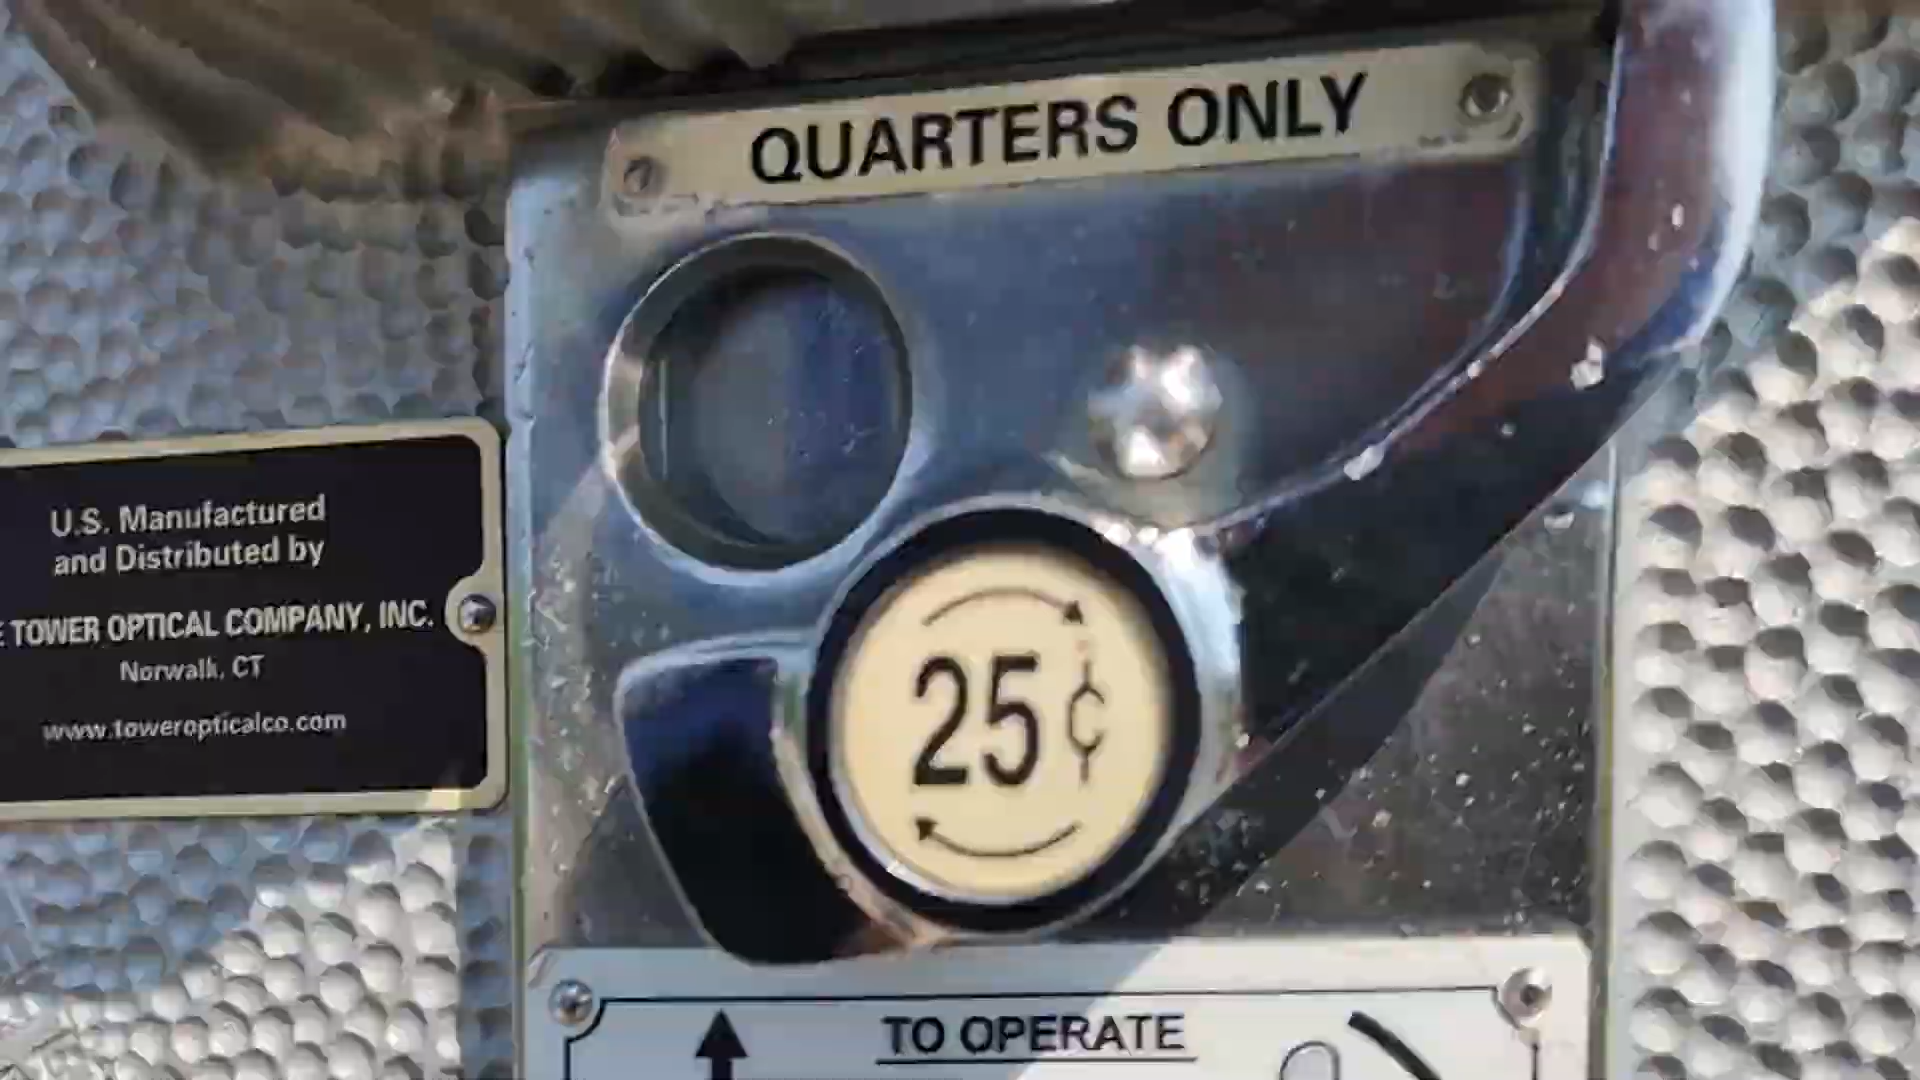 QUARTERS ONLY
U.S. Manufactured
and Distributed by
E TOWER OPTICAL COMPANY, INC.
Norwalk, CT
www.toweropticalco.com
25¢
TO OPERATE